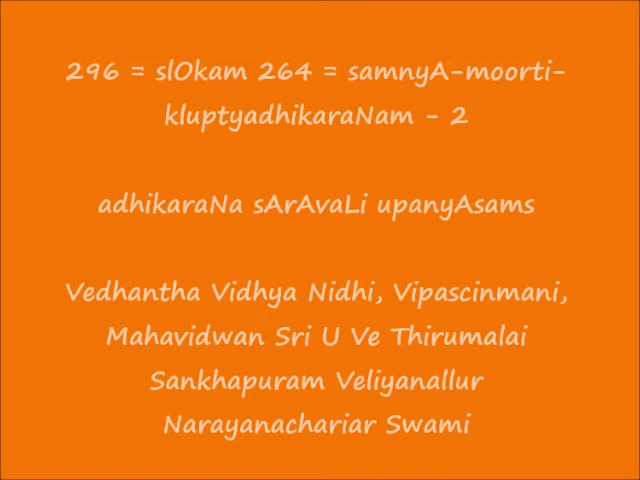 296 = slOkam 264 = samnyA-moorti-
kluptyadhikaraNam - 2
adhikaraNa sArAvaLi upanyAsams
Vedhantha Vidhya Nidhi, Vipascinmani,
Mahavidwan Sri U Ve Thirumalai
Sankhapuram Veliyanallur
Narayanachariar Swami